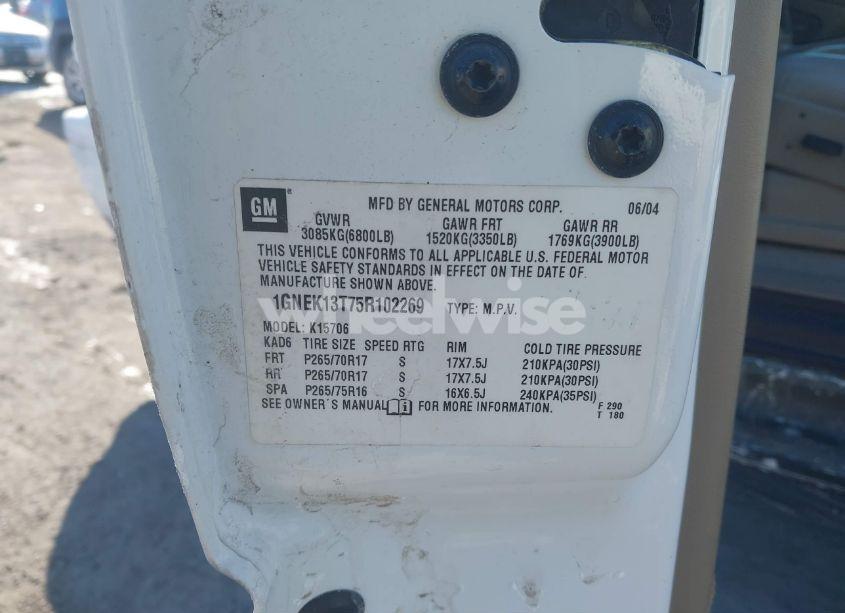 GM ® MFD BY GENERAL MOTORS CORP. 06/04
GVWR GAWR FRT GAWR RR
3085KG(6800LB) 1520KG(3350LB) 1769KG(3900LB)
THIS VEHICLE CONFORMS TO ALL APPLICABLE U.S. FEDERAL MOTOR
VEHICLE SAFETY STANDARDS IN EFFECT ON THE DATE OF
MANUFACTURE SHOWN ABOVE.
1GNEK13T75R102269 TYPE: M.P.V.
wheelwise
MODEL: K15706
KAD6 TIRE SIZE SPEED RTG RIM COLD TIRE PRESSURE
FRT P265/70R17 S 17X7.5J 210KPA(30PSI)
RR P265/70R17 S 17X7.5J 210KPA(30PSI)
SPA P265/75R16 S 16X6.5J 240KPA(35PSI)
SEE OWNER´S MANUAL FOR MORE INFORMATION. F 290
T 180